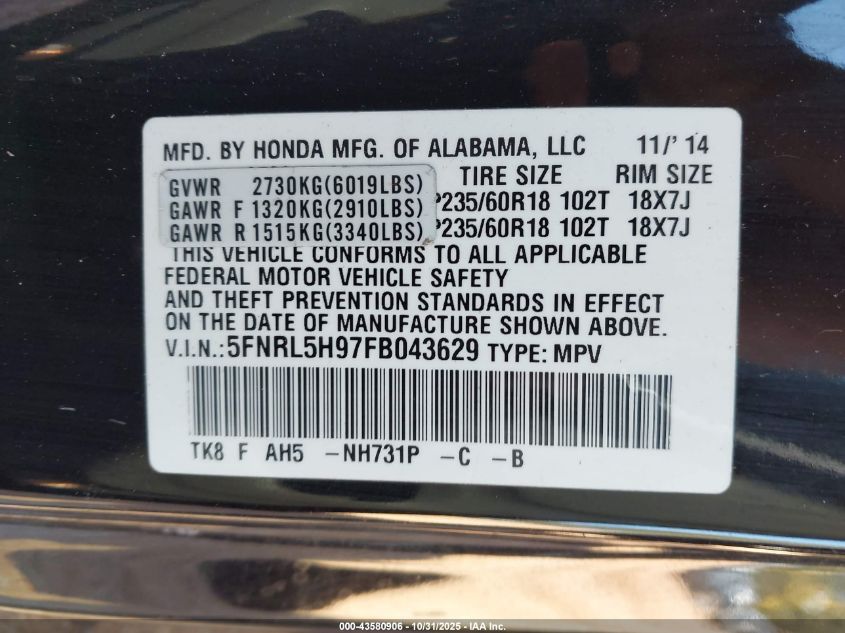 MFD. BY HONDA MFG. OF ALABAMA, LLC 11/' 14
TIRE SIZE RIM SIZE
GVWR 2730KG(6019LBS)
GAWR F 1320KG(2910LBS) P235/60R18 102T 18X7J
GAWR R 1515KG(3340LBS) P235/60R18 102T 18X7J
THIS VEHICLE CONFORMS TO ALL APPLICABLE
FEDERAL MOTOR VEHICLE SAFETY
AND THEFT PREVENTION STANDARDS IN EFFECT
ON THE DATE OF MANUFACTURE SHOWN ABOVE.
V.I.N.:5FNRL5H97FB043629 TYPE: MPV
TK8 F AH5 -NH731P -C -B
000-43580906 - 10/31/2025 - IAA Inc.